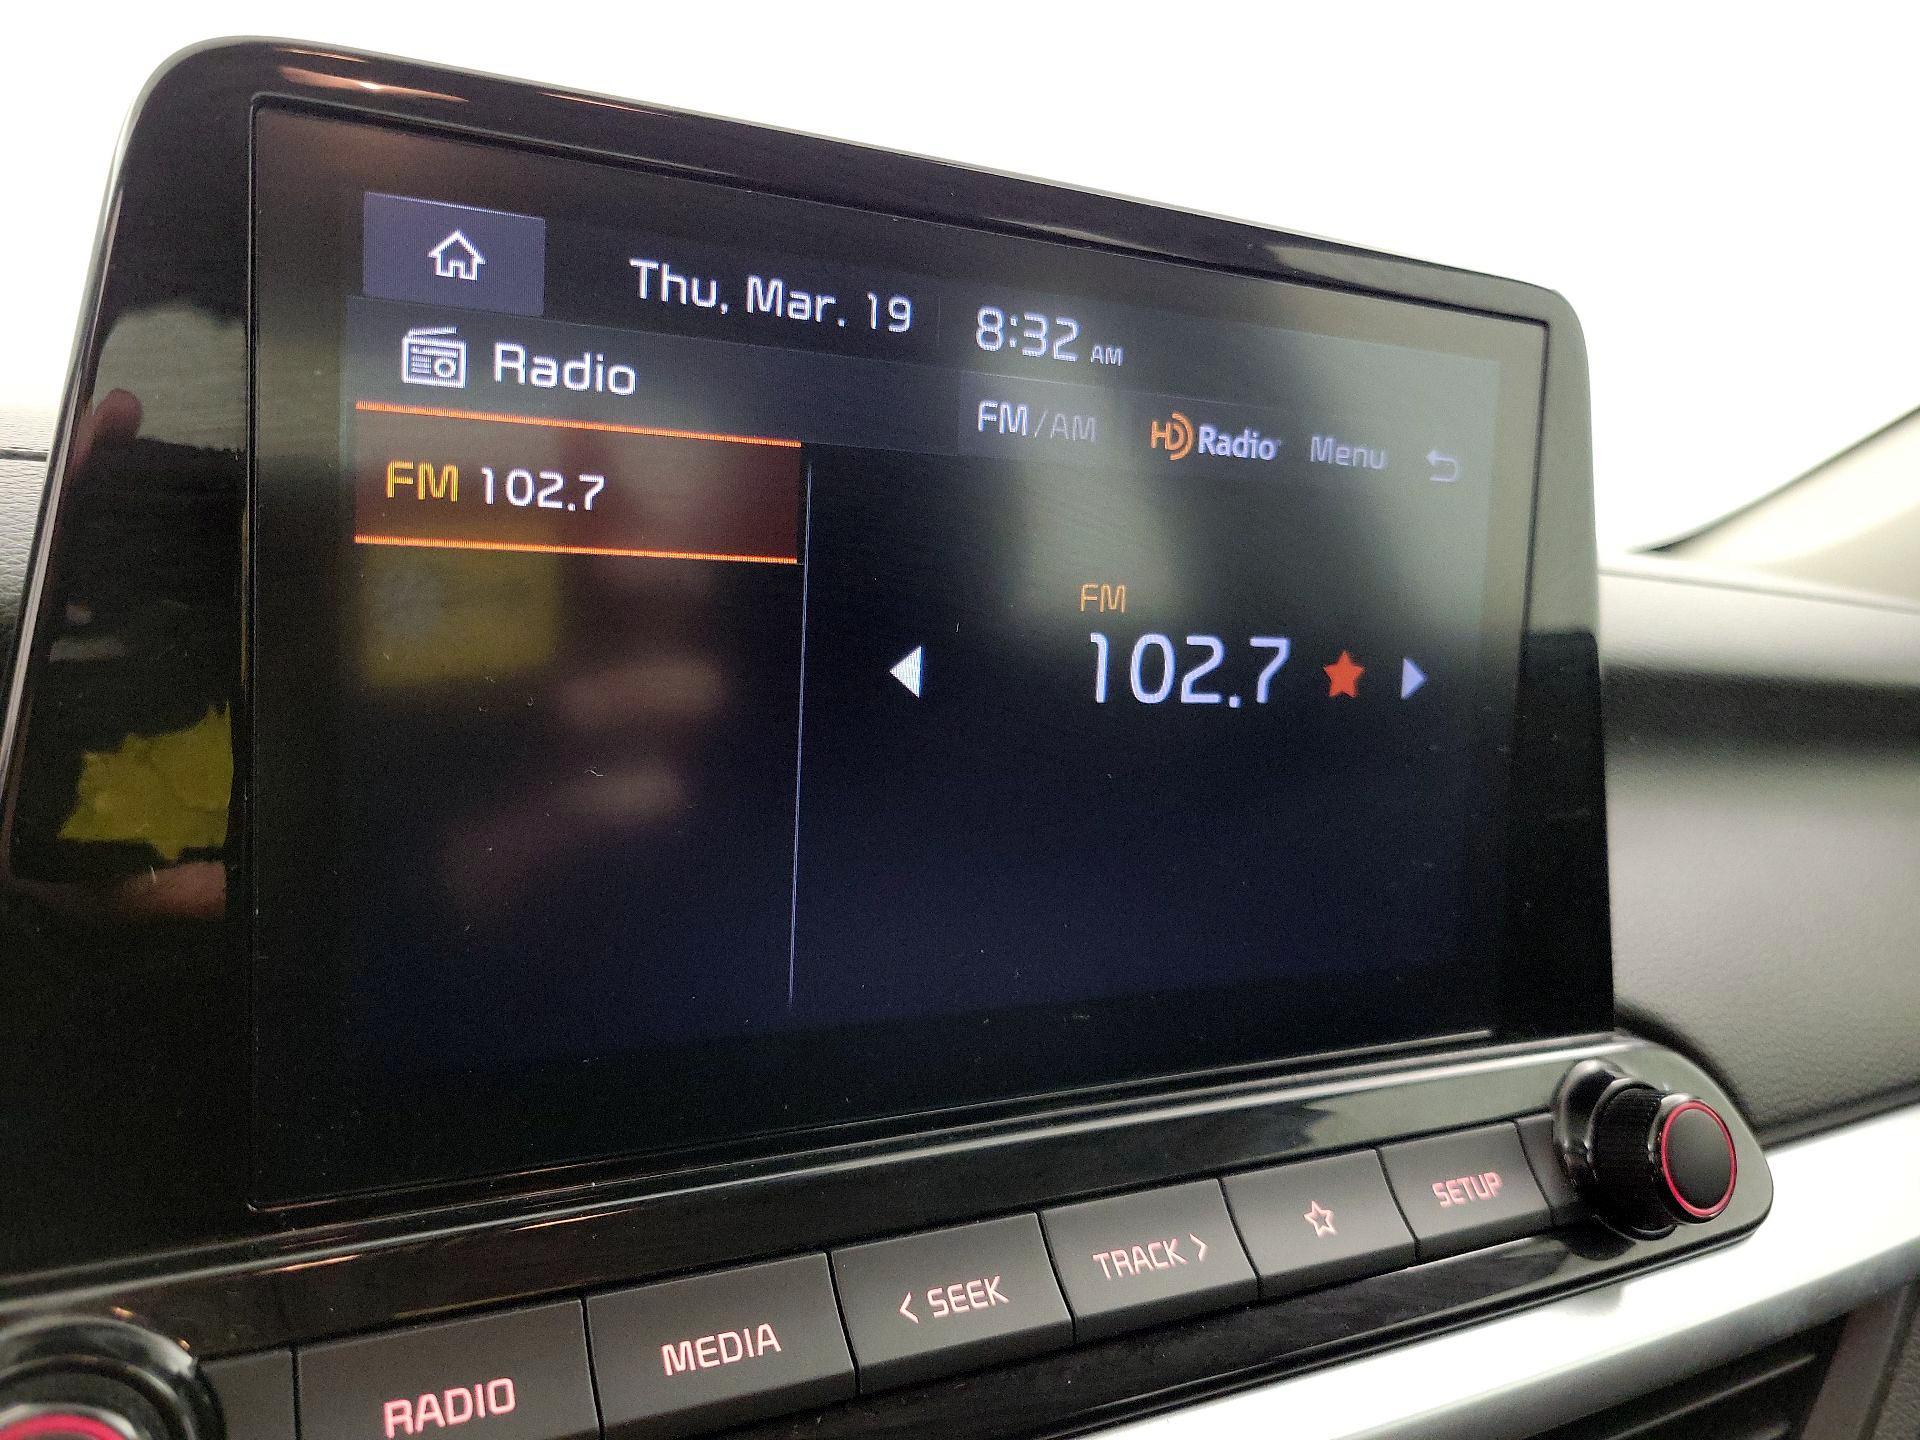 Thu, Mar. 19 8:32 AM
Radio
FM/AM HD Radio Menu
FM 102.7
FM
102.7
RADIO MEDIA < SEEK TRACK > SETUP